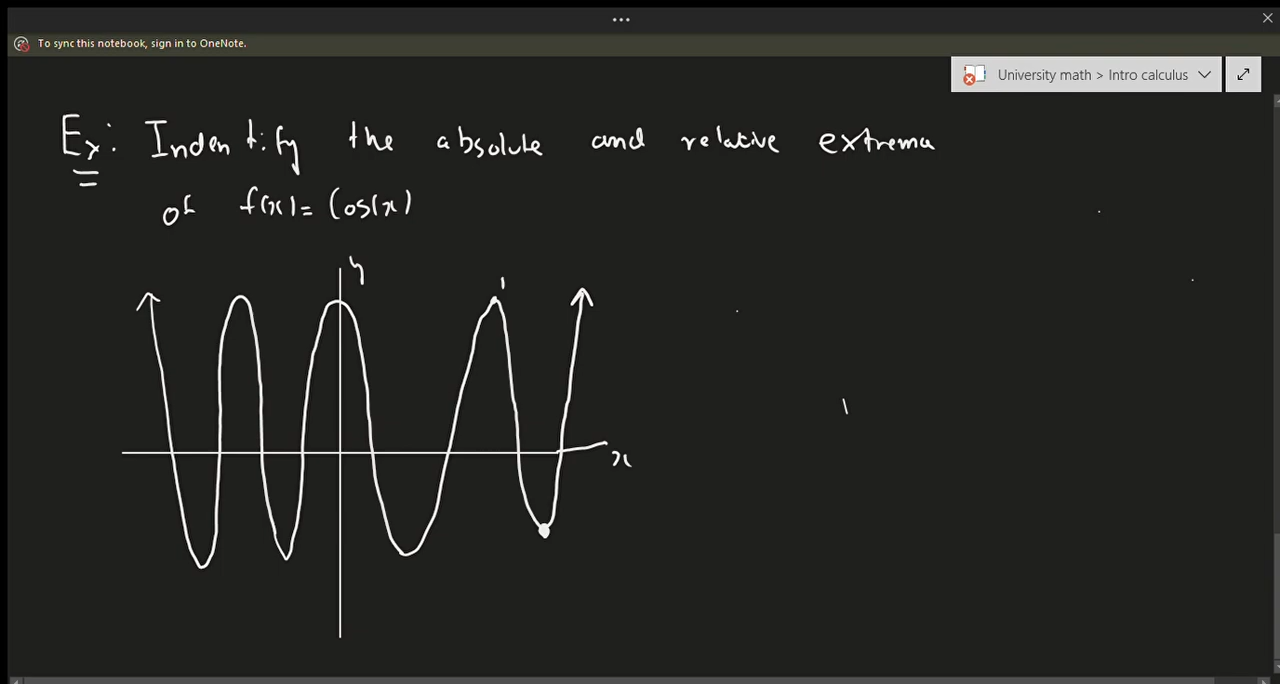 To sync this notebook, sign in to OneNote.
University math > Intro calculus
Ex: Indentify the absolute and relative extrema
of f(x)= Cos(x)
y
x